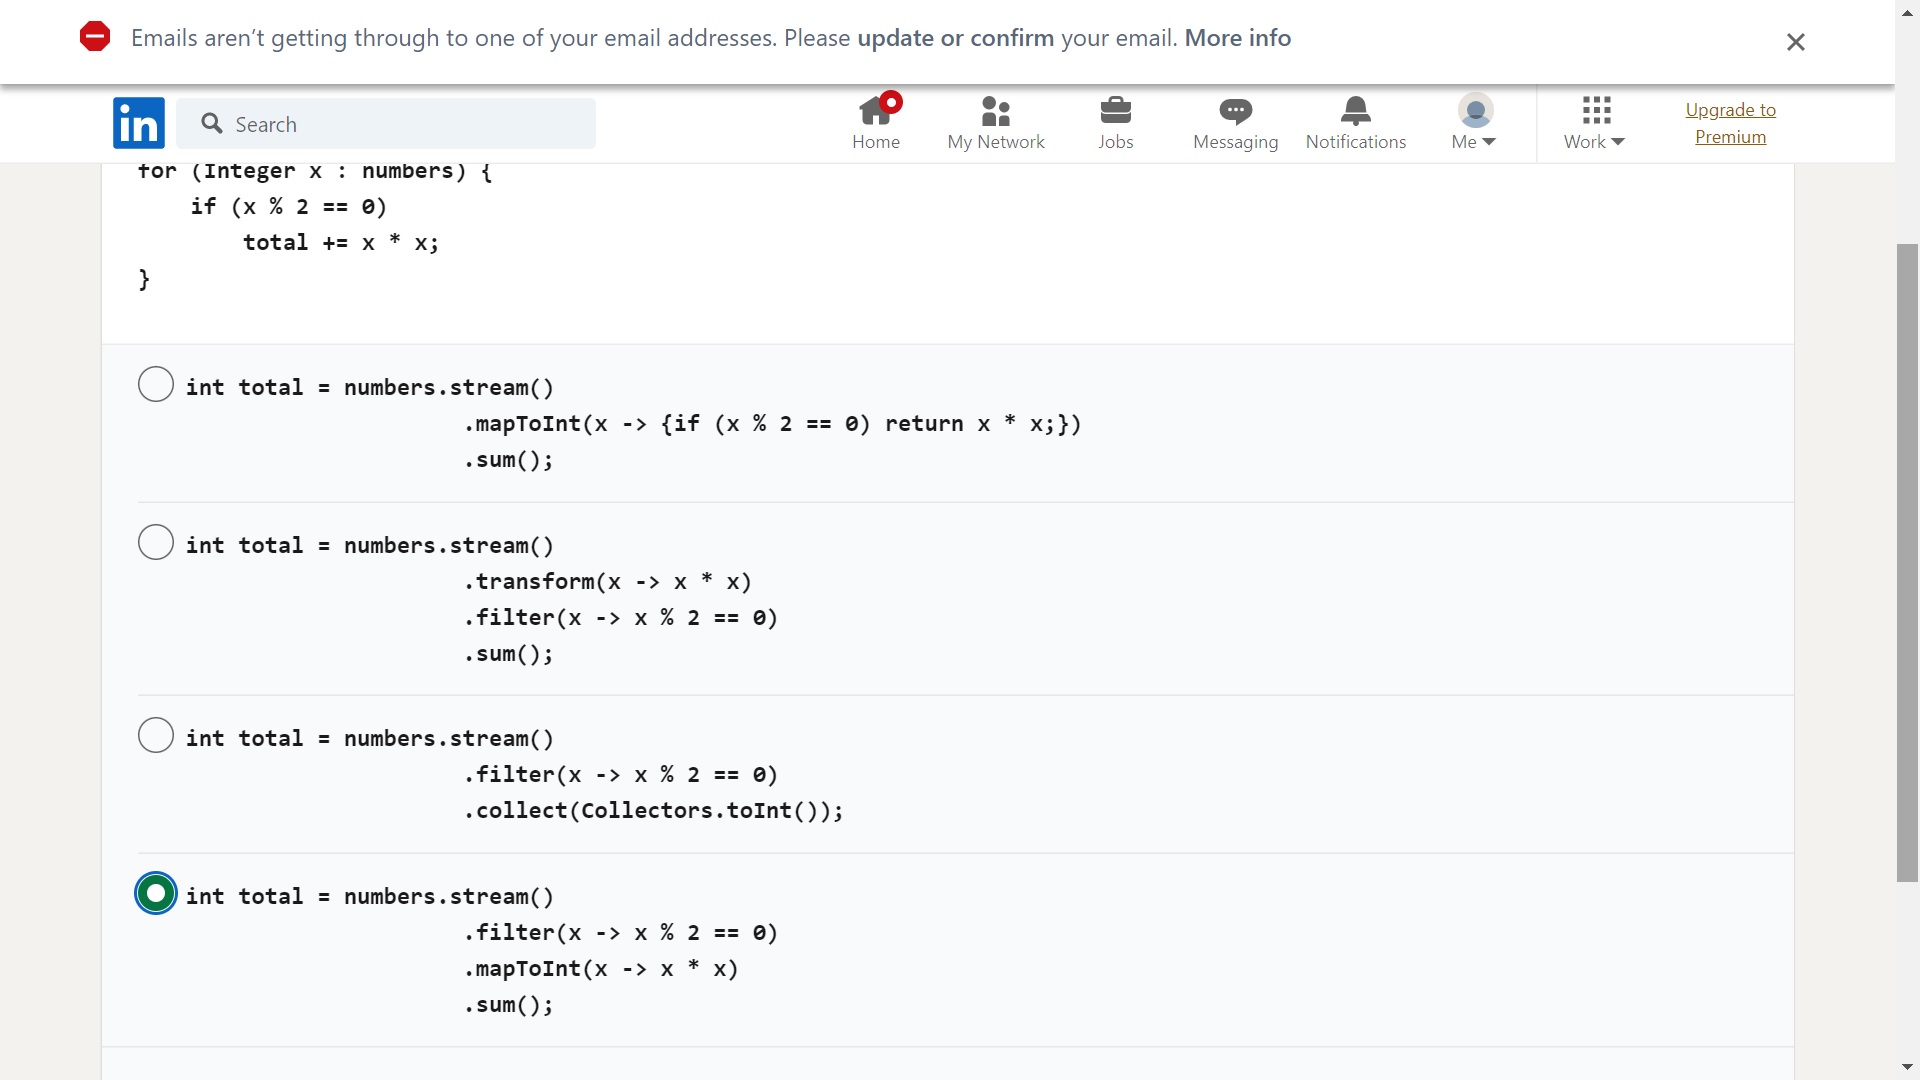 Emails aren't getting through to one of your email addresses. Please update or confirm your email. More info
in
Search
Home
My Network
Jobs
Messaging
Notifications
Me
Work
Upgrade to
Premium
for (Integer x : numbers) {
    if (x % 2 == 0)
        total += x * x;
}
int total = numbers.stream()
                     .mapToInt(x -> {if (x % 2 == 0) return x * x;})
                     .sum();
int total = numbers.stream()
                     .transform(x -> x * x)
                     .filter(x -> x % 2 == 0)
                     .sum();
int total = numbers.stream()
                     .filter(x -> x % 2 == 0)
                     .collect(Collectors.toInt());
int total = numbers.stream()
                     .filter(x -> x % 2 == 0)
                     .mapToInt(x -> x * x)
                     .sum();